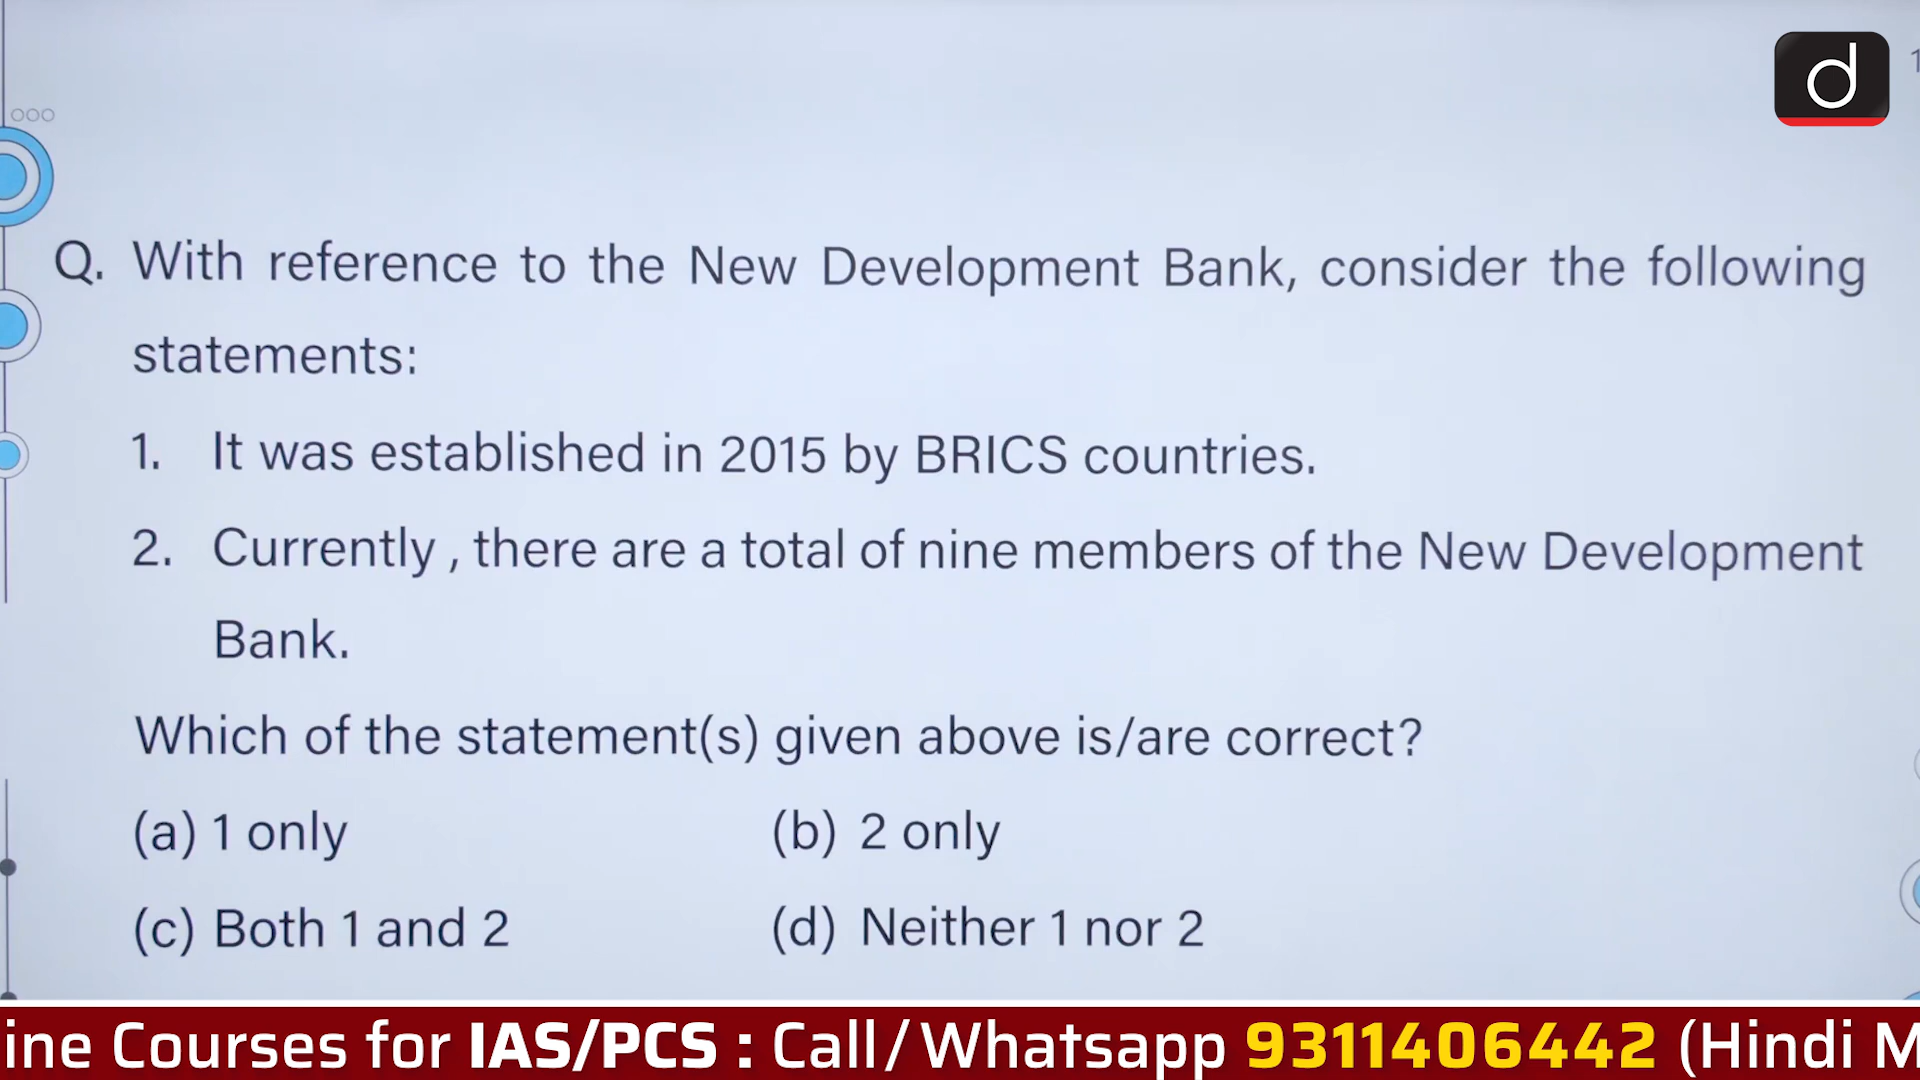 Q. With reference to the New Development Bank, consider the following
statements:
1. It was established in 2015 by BRICS countries.
2. Currently , there are a total of nine members of the New Development
Bank.
Which of the statement(s) given above is/are correct?
(a) 1 only (b) 2 only
(c) Both 1 and 2 (d) Neither 1 nor 2
ine Courses for IAS/PCS : Call/Whatsapp 9311406442 (Hindi M